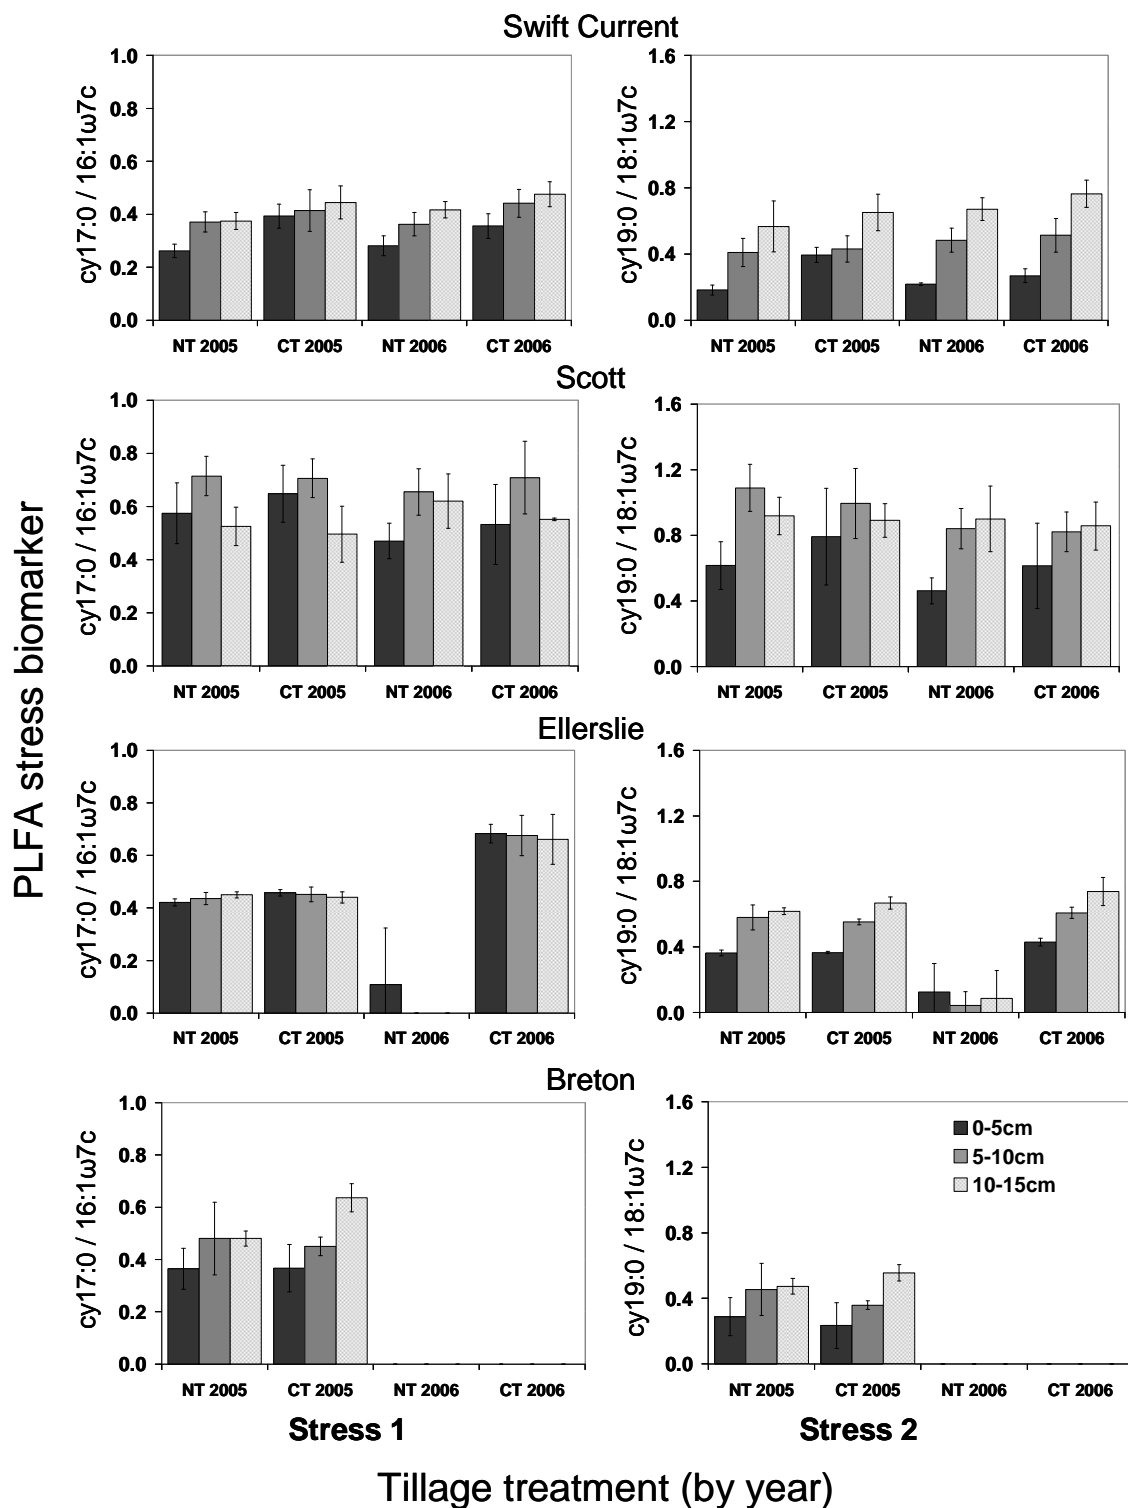 Swift Current
PLFA stress biomarker
cy17:0 / 16:1ω7c
1.0
0.8
0.6
0.4
0.2
0.0
NT 2005 CT 2005 NT 2006 CT 2006
cy19:0 / 18:1ω7c
1.6
1.2
0.8
0.4
0.0
NT 2005 CT 2005 NT 2006 CT 2006
Scott
cy17:0 / 16:1ω7c
1.0
0.8
0.6
0.4
0.2
0.0
NT 2005 CT 2005 NT 2006 CT 2006
cy19:0 / 18:1ω7c
1.6
1.2
0.8
0.4
0.0
NT 2005 CT 2005 NT 2006 CT 2006
Ellerslie
cy17:0 / 16:1ω7c
1.0
0.8
0.6
0.4
0.2
0.0
NT 2005 CT 2005 NT 2006 CT 2006
cy19:0 / 18:1ω7c
1.6
1.2
0.8
0.4
0.0
NT 2005 CT 2005 NT 2006 CT 2006
Breton
cy17:0 / 16:1ω7c
1.0
0.8
0.6
0.4
0.2
0.0
NT 2005 CT 2005 NT 2006 CT 2006
Stress 1
cy19:0 / 18:1ω7c
1.6
1.2
0.8
0.4
0.0
0-5cm
5-10cm
10-15cm
NT 2005 CT 2005 NT 2006 CT 2006
Stress 2
Tillage treatment (by year)